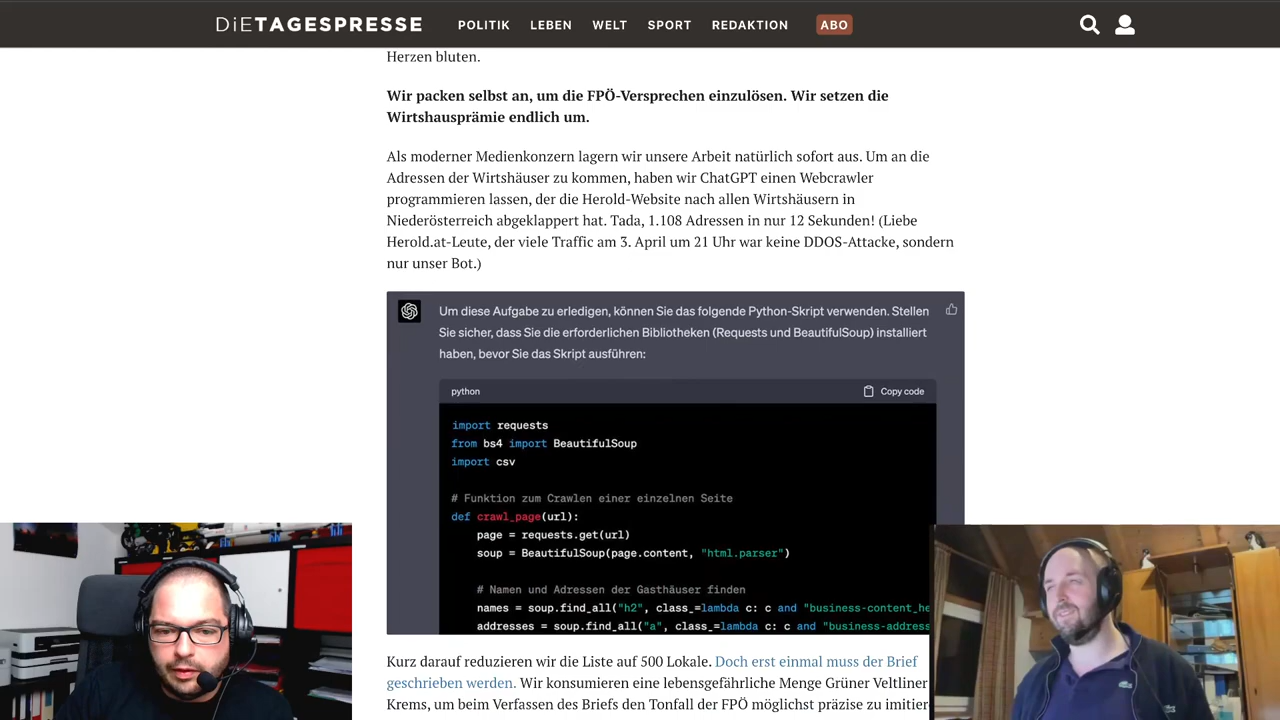 DiE TAGESPRESSE POLITIK LEBEN WELT SPORT REDAKTION ABO
Herzen bluten.
Wir packen selbst an, um die FPÖ-Versprechen einzulösen. Wir setzen die
Wirtshausprämie endlich um.
Als moderner Medienkonzern lagern wir unsere Arbeit natürlich sofort aus. Um an die
Adressen der Wirtshäuser zu kommen, haben wir ChatGPT einen Webcrawler
programmieren lassen, der die Herold-Website nach allen Wirtshäusern in
Niederösterreich abgeklappert hat. Tada, 1.108 Adressen in nur 12 Sekunden! (Liebe
Herold.at-Leute, der viele Traffic am 3. April um 21 Uhr war keine DDOS-Attacke, sondern
nur unser Bot.)
Um diese Aufgabe zu erledigen, können Sie das folgende Python-Skript verwenden. Stellen
Sie sicher, dass Sie die erforderlichen Bibliotheken (Requests und BeautifulSoup) installiert
haben, bevor Sie das Skript ausführen:
python Copy code
import requests
from bs4 import BeautifulSoup
import csv
# Funktion zum Crawlen einer einzelnen Seite
def crawl_page(url):
page = requests.get(url)
soup = BeautifulSoup(page.content, "html.parser")
# Namen und Adressen der Gasthäuser finden
names = soup.find_all("h2", class_=lambda c: c and "business-content_he
addresses = soup.find_all("a", class_=lambda c: c and "business-address
Kurz darauf reduzieren wir die Liste auf 500 Lokale. Doch erst einmal muss der Brief
geschrieben werden. Wir konsumieren eine lebensgefährliche Menge Grüner Veltliner
Krems, um beim Verfassen des Briefs den Tonfall der FPÖ möglichst präzise zu imitier